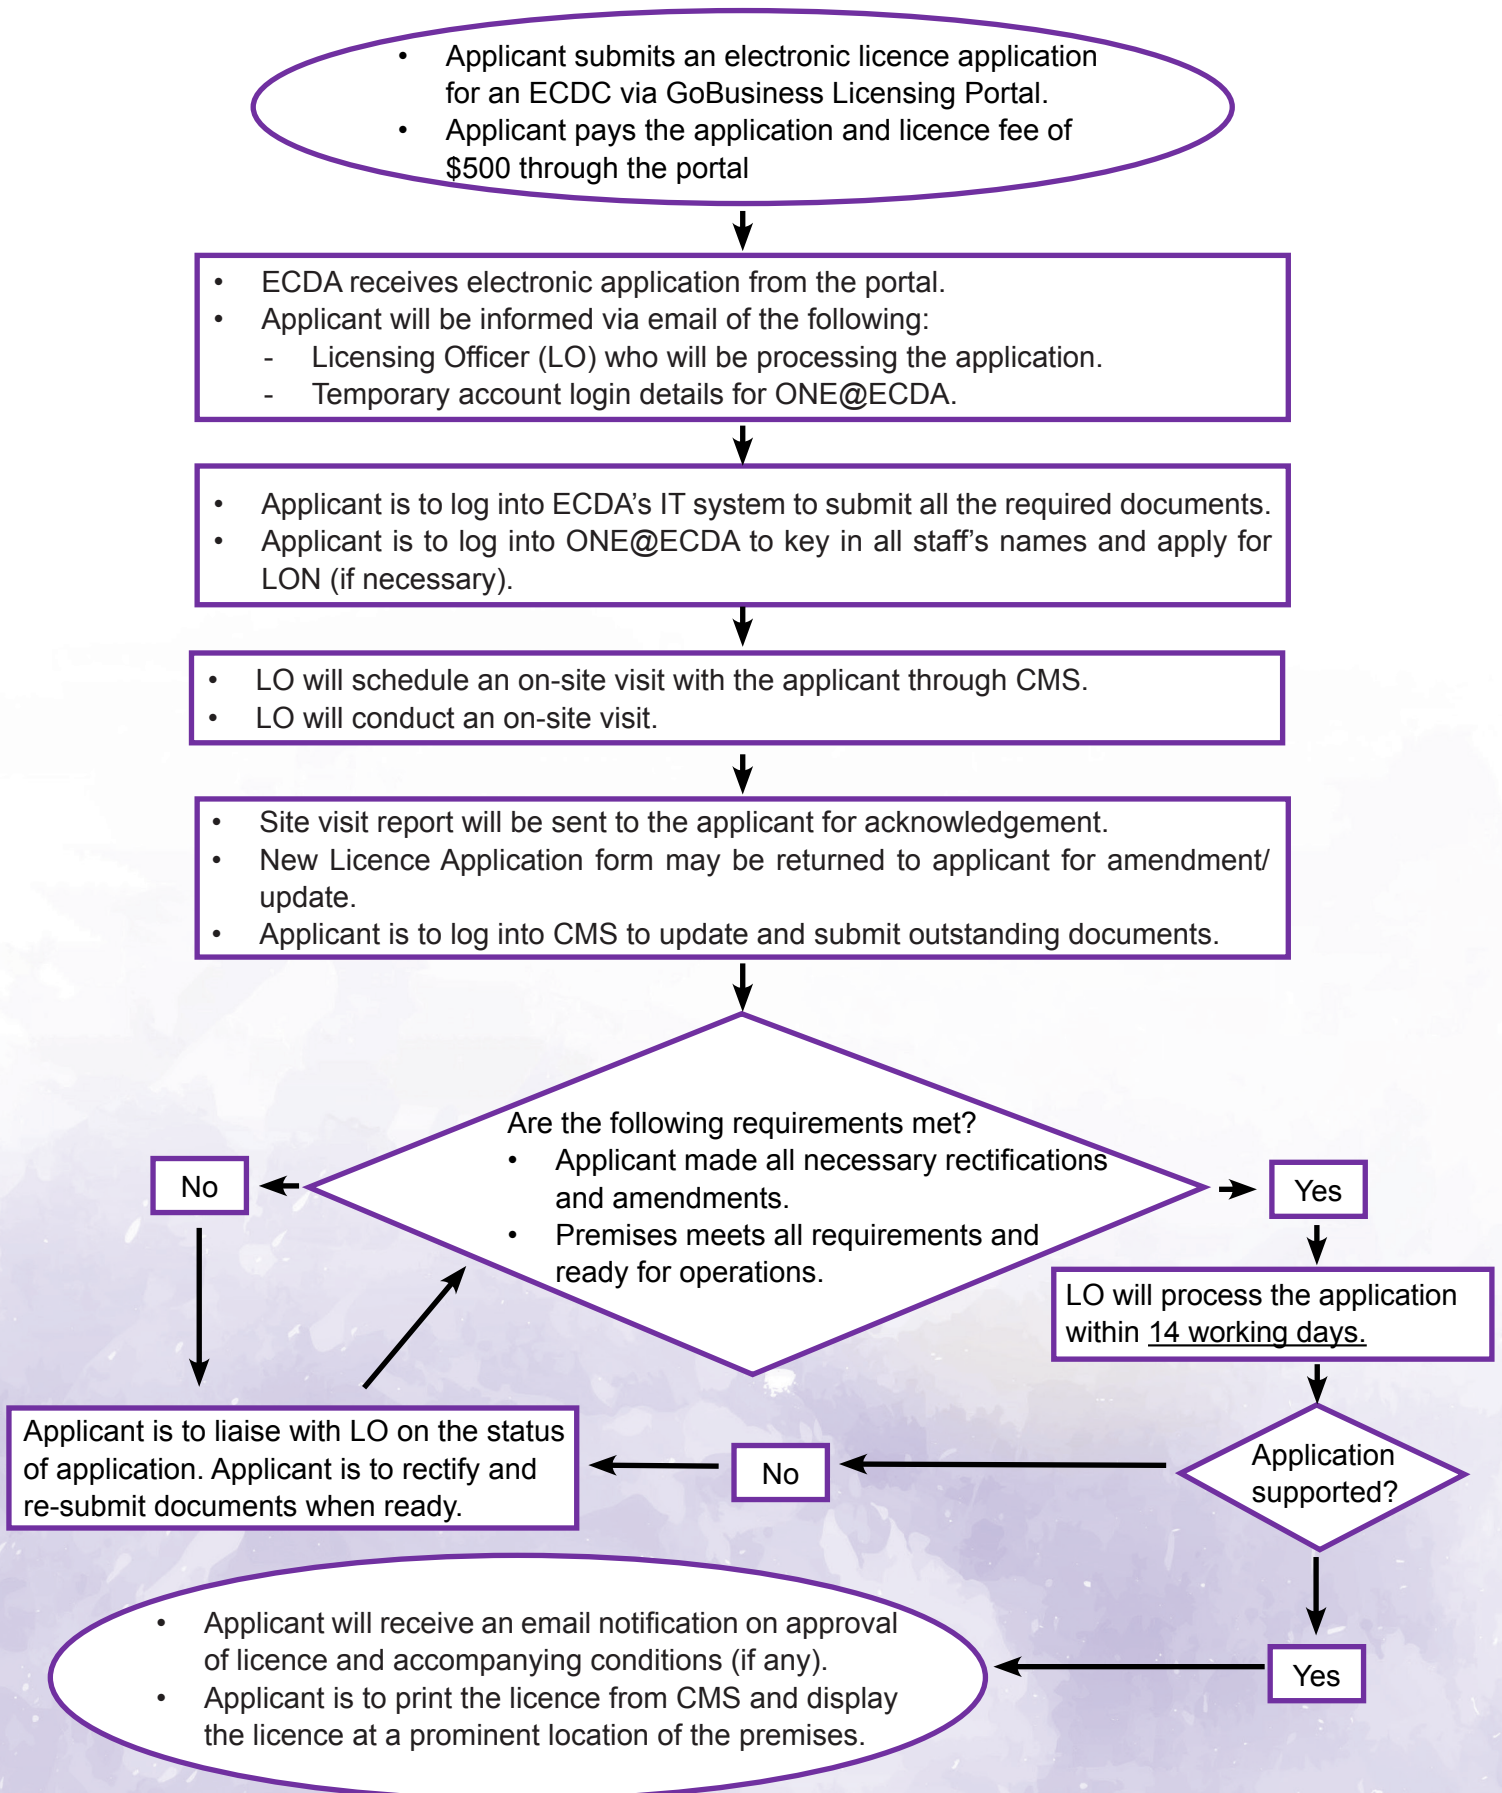 • Applicant submits an electronic licence application
for an ECDC via GoBusiness Licensing Portal.
• Applicant pays the application and licence fee of
$500 through the portal
• ECDA receives electronic application from the portal.
• Applicant will be informed via email of the following:
- Licensing Officer (LO) who will be processing the application.
- Temporary account login details for ONE@ECDA.
• Applicant is to log into ECDA’s IT system to submit all the required documents.
• Applicant is to log into ONE@ECDA to key in all staff’s names and apply for
LON (if necessary).
• LO will schedule an on-site visit with the applicant through CMS.
• LO will conduct an on-site visit.
• Site visit report will be sent to the applicant for acknowledgement.
• New Licence Application form may be returned to applicant for amendment/
update.
• Applicant is to log into CMS to update and submit outstanding documents.
Are the following requirements met?
• Applicant made all necessary rectifications
and amendments.
• Premises meets all requirements and
ready for operations.
No
Yes
LO will process the application
within 14 working days.
Applicant is to liaise with LO on the status
of application. Applicant is to rectify and
re-submit documents when ready.
No
Application
supported?
• Applicant will receive an email notification on approval
of licence and accompanying conditions (if any).
• Applicant is to print the licence from CMS and display
the licence at a prominent location of the premises.
Yes